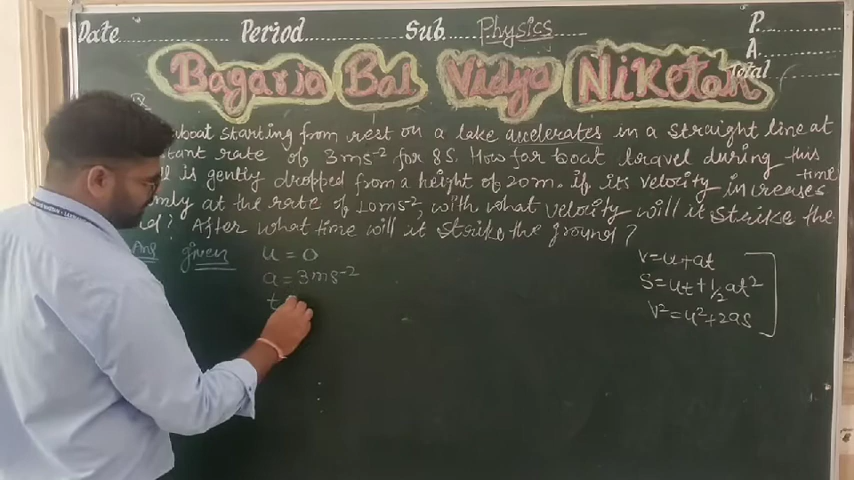 Date Period Sub Physics P
A
Total
Bagaria Bal Vidya NiKetan
boat starting from rest on a lake accelerates in a straight line at
tant rate of 3ms⁻² for 8s. How far boat travel during this
time
ll is gently dropped from a height of 20m. if its velocity increases
mly at the rate of 10ms⁻², with what velocity will it strike the
d? After what time will it strike the ground?
Ans given u = 0
a = 3ms⁻²
t
v=u+at
s=ut+1/2at²
v²=u²+2as